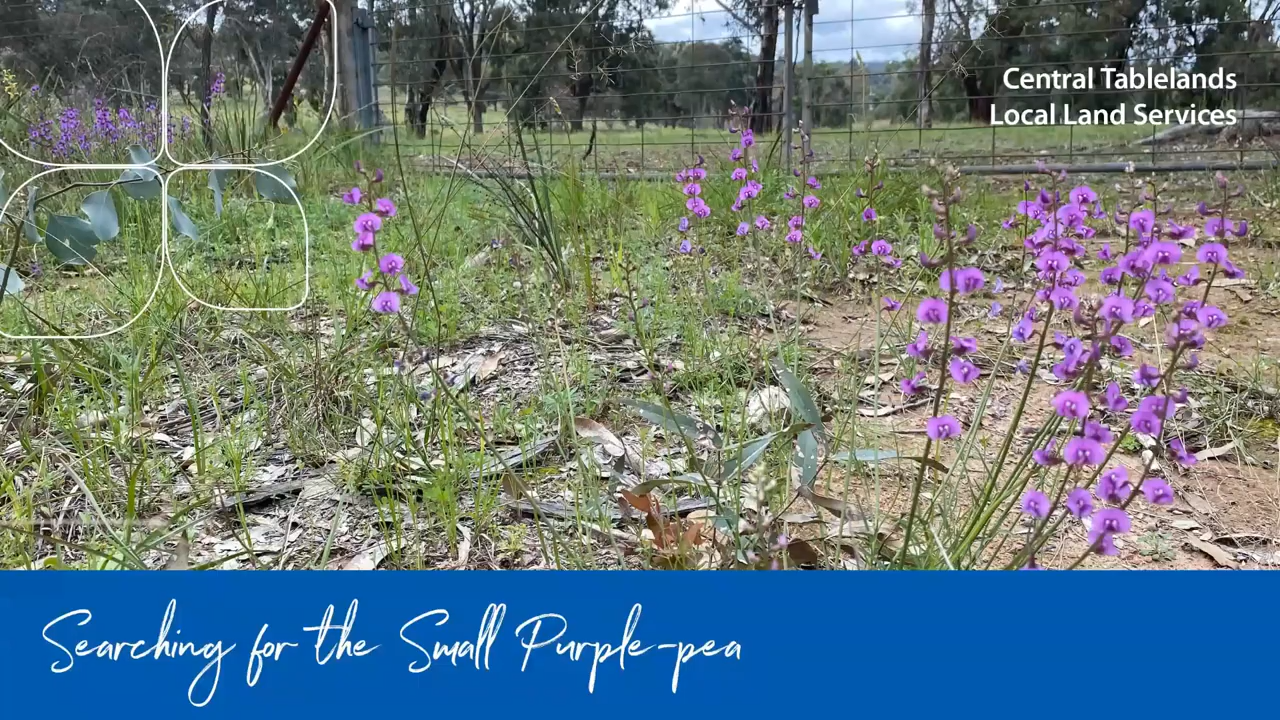 Central Tablelands
Local Land Services
Searching for the Small Purple-pea